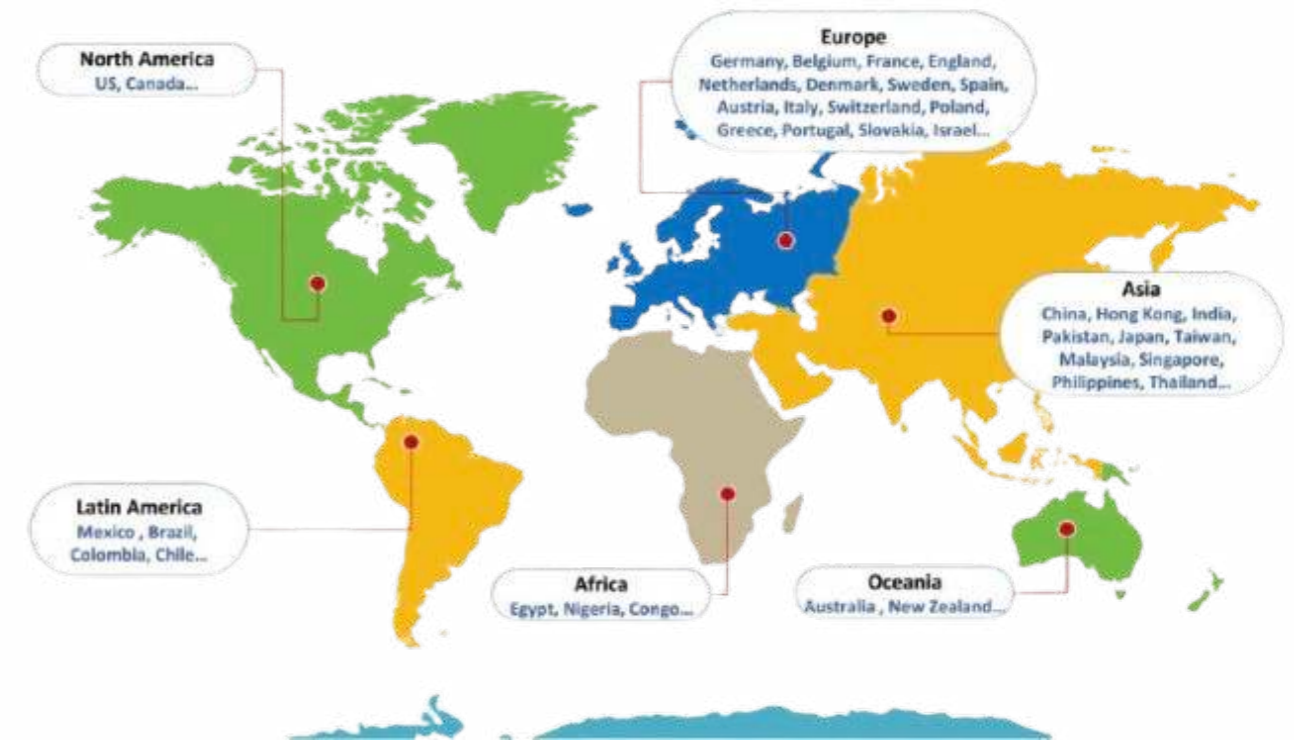 North America
US, Canada...
Europe
Germany, Belgium, France, England,
Netherlands, Denmark, Sweden, Spain,
Austria, Italy, Switzerland, Poland,
Greece, Portugal, Slovakia, Israel...
Asia
China, Hong Kong, India,
Pakistan, Japan, Taiwan,
Malaysia, Singapore,
Philippines, Thailand...
Latin America
Mexico , Brazil,
Colombia, Chile...
Africa
Egypt, Nigeria, Congo...
Oceania
Australia , New Zealand...